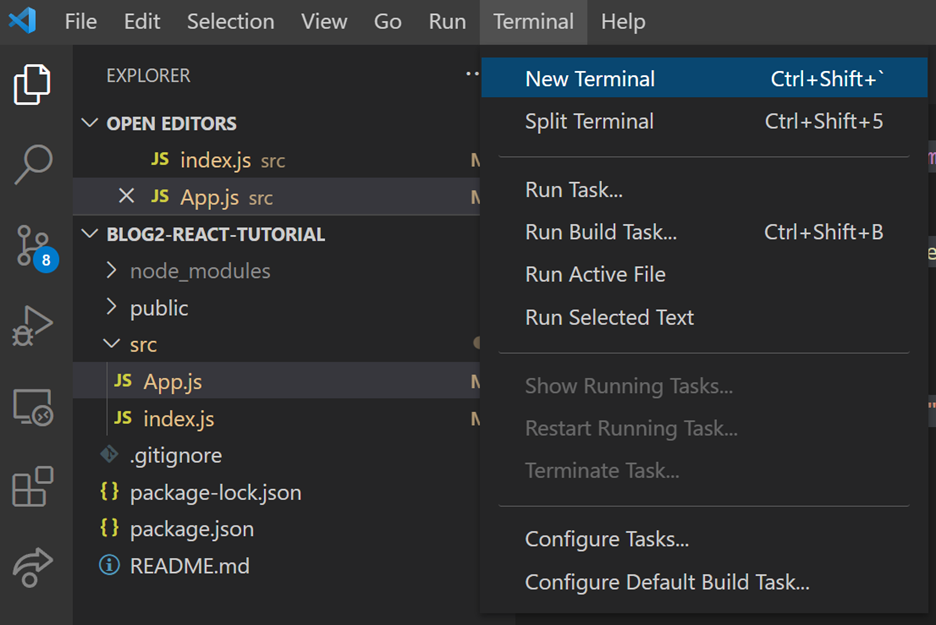 File Edit Selection View Go Run Terminal Help
EXPLORER
OPEN EDITORS
JS index.js src
JS App.js src
BLOG2-REACT-TUTORIAL
node_modules
public
src
JS App.js
JS index.js
.gitignore
{} package-lock.json
{} package.json
README.md
8
New Terminal Ctrl+Shift+`
Split Terminal Ctrl+Shift+5
Run Task...
Run Build Task... Ctrl+Shift+B
Run Active File
Run Selected Text
Show Running Tasks...
Restart Running Task...
Terminate Task...
Configure Tasks...
Configure Default Build Task...